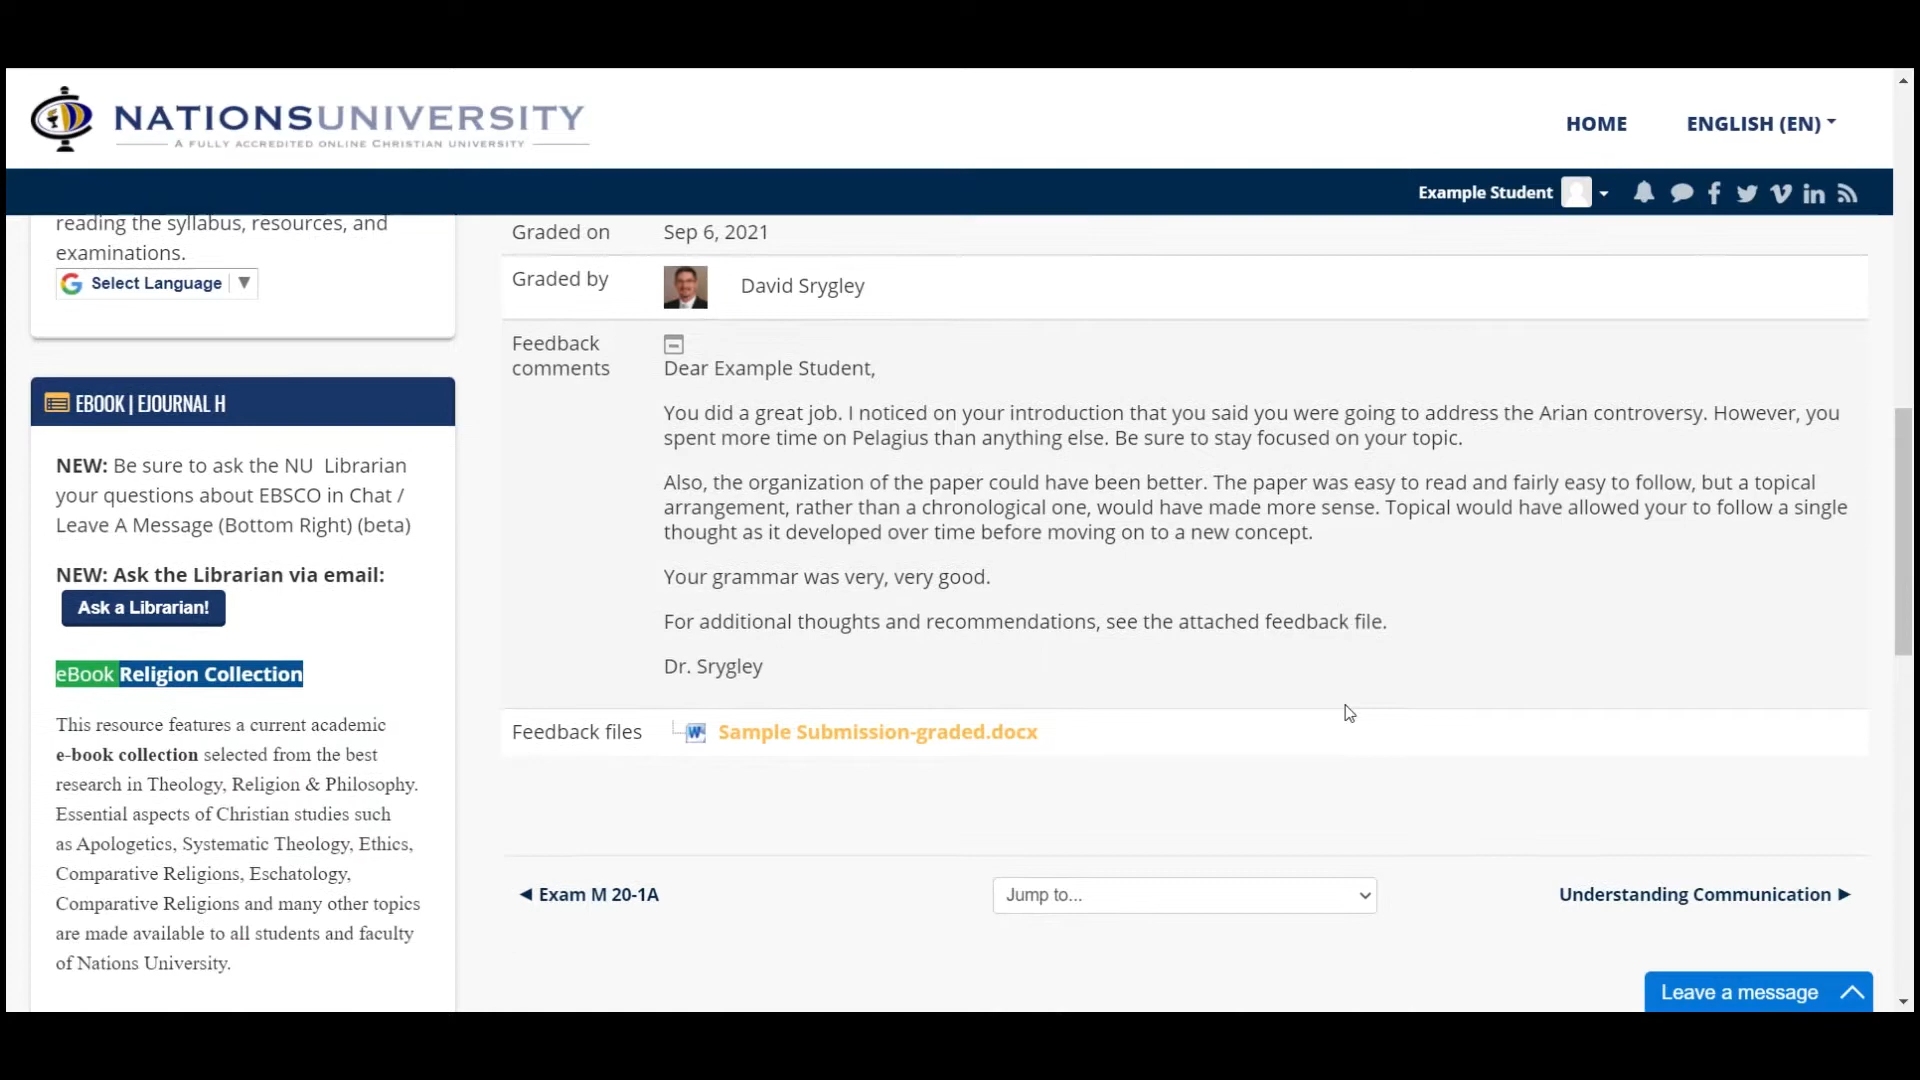 NATIONSUNIVERSITY
A FULLY ACCREDITED ONLINE CHRISTIAN UNIVERSITY
HOME
ENGLISH (EN)
Example Student
reading the syllabus, resources, and
examinations.
Select Language
EBOOK | EJOURNAL H
NEW: Be sure to ask the NU Librarian
your questions about EBSCO in Chat /
Leave A Message (Bottom Right) (beta)
NEW: Ask the Librarian via email:
Ask a Librarian!
eBook Religion Collection
This resource features a current academic
e-book collection selected from the best
research in Theology, Religion & Philosophy.
Essential aspects of Christian studies such
as Apologetics, Systematic Theology, Ethics,
Comparative Religions, Eschatology,
Comparative Religions and many other topics
are made available to all students and faculty
of Nations University.
Graded on
Sep 6, 2021
Graded by
David Srygley
Feedback
comments
Dear Example Student,
You did a great job. I noticed on your introduction that you said you were going to address the Arian controversy. However, you
spent more time on Pelagius than anything else. Be sure to stay focused on your topic.
Also, the organization of the paper could have been better. The paper was easy to read and fairly easy to follow, but a topical
arrangement, rather than a chronological one, would have made more sense. Topical would have allowed your to follow a single
thought as it developed over time before moving on to a new concept.
Your grammar was very, very good.
For additional thoughts and recommendations, see the attached feedback file.
Dr. Srygley
Feedback files
Sample Submission-graded.docx
◄ Exam M 20-1A
Jump to...
Understanding Communication ►
Leave a message